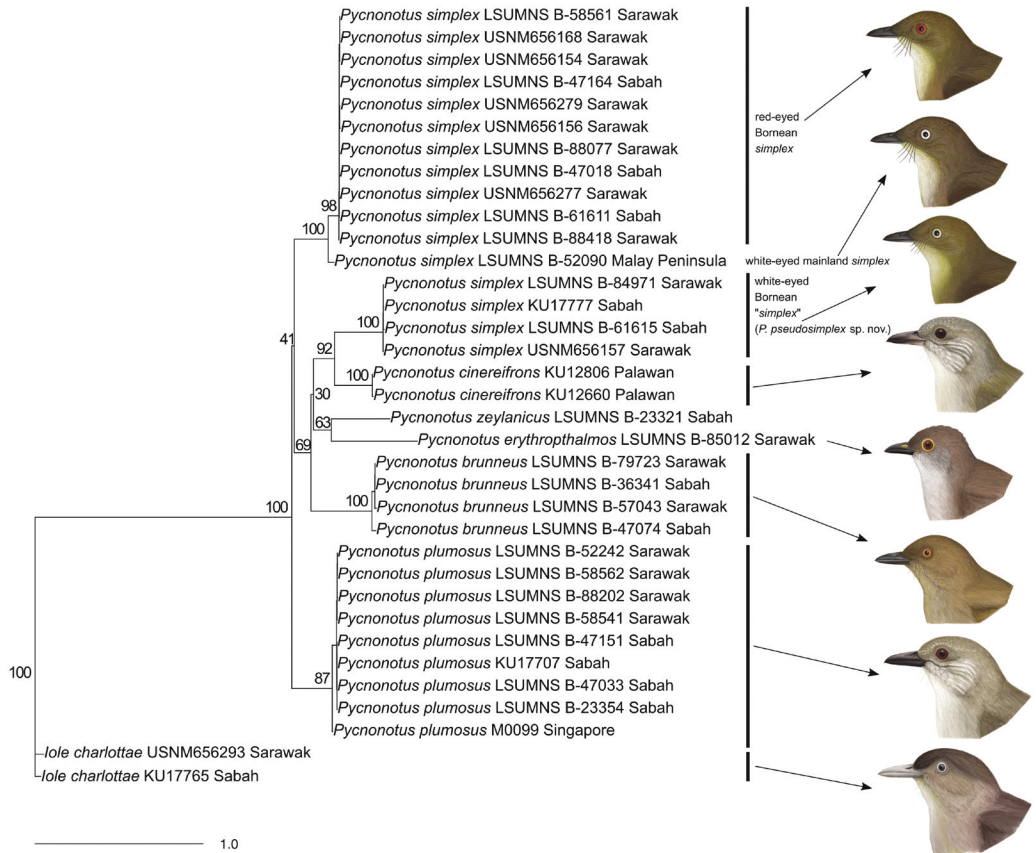 Pycnonotus simplex LSUMNS B-58561 Sarawak
Pycnonotus simplex USNM656168 Sarawak
Pycnonotus simplex USNM656154 Sarawak
Pycnonotus simplex LSUMNS B-47164 Sabah
Pycnonotus simplex USNM656279 Sarawak
Pycnonotus simplex USNM656156 Sarawak
Pycnonotus simplex LSUMNS B-88077 Sarawak
Pycnonotus simplex LSUMNS B-47018 Sabah
Pycnonotus simplex USNM656277 Sarawak
Pycnonotus simplex LSUMNS B-61611 Sabah
Pycnonotus simplex LSUMNS B-88418 Sarawak
Pycnonotus simplex LSUMNS B-52090 Malay Peninsula
Pycnonotus simplex LSUMNS B-84971 Sarawak
Pycnonotus simplex KU17777 Sabah
Pycnonotus simplex LSUMNS B-61615 Sabah
Pycnonotus simplex USNM656157 Sarawak
Pycnonotus cinereifrons KU12806 Palawan
Pycnonotus cinereifrons KU12660 Palawan
Pycnonotus zeylanicus LSUMNS B-23321 Sabah
Pycnonotus erythropthalmos LSUMNS B-85012 Sarawak
Pycnonotus brunneus LSUMNS B-79723 Sarawak
Pycnonotus brunneus LSUMNS B-36341 Sabah
Pycnonotus brunneus LSUMNS B-57043 Sarawak
Pycnonotus brunneus LSUMNS B-47074 Sabah
Pycnonotus plumosus LSUMNS B-52242 Sarawak
Pycnonotus plumosus LSUMNS B-58562 Sarawak
Pycnonotus plumosus LSUMNS B-88202 Sarawak
Pycnonotus plumosus LSUMNS B-58541 Sarawak
Pycnonotus plumosus LSUMNS B-47151 Sabah
Pycnonotus plumosus KU17707 Sabah
Pycnonotus plumosus LSUMNS B-47033 Sabah
Pycnonotus plumosus LSUMNS B-23354 Sabah
Pycnonotus plumosus M0099 Singapore
Iole charlottae USNM656293 Sarawak
Iole charlottae KU17765 Sabah
98
100
41
100
92
100
30
63
69
100
100
87
100
1.0
red-eyed
Bornean
simplex
white-eyed mainland simplex
white-eyed
Bornean
"simplex"
(P. pseudosimplex sp. nov.)